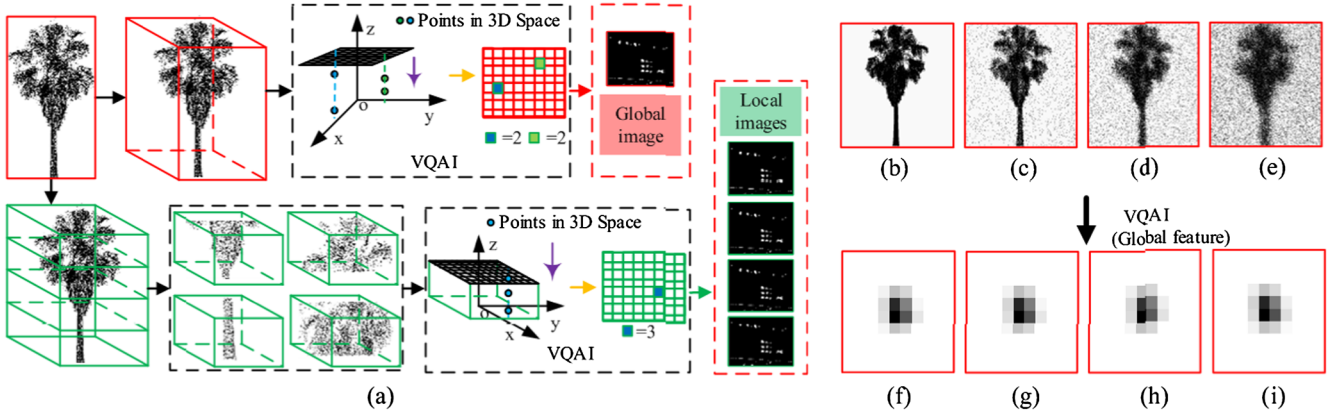 Points in 3D Space
z
o
y
x
=2 =2
VQAI
Global
image
Local
images
Points in 3D Space
z
o
y
x
=3
VQAI
(a)
(b) (c) (d) (e)
VQAI
(Global feature)
(f) (g) (h) (i)